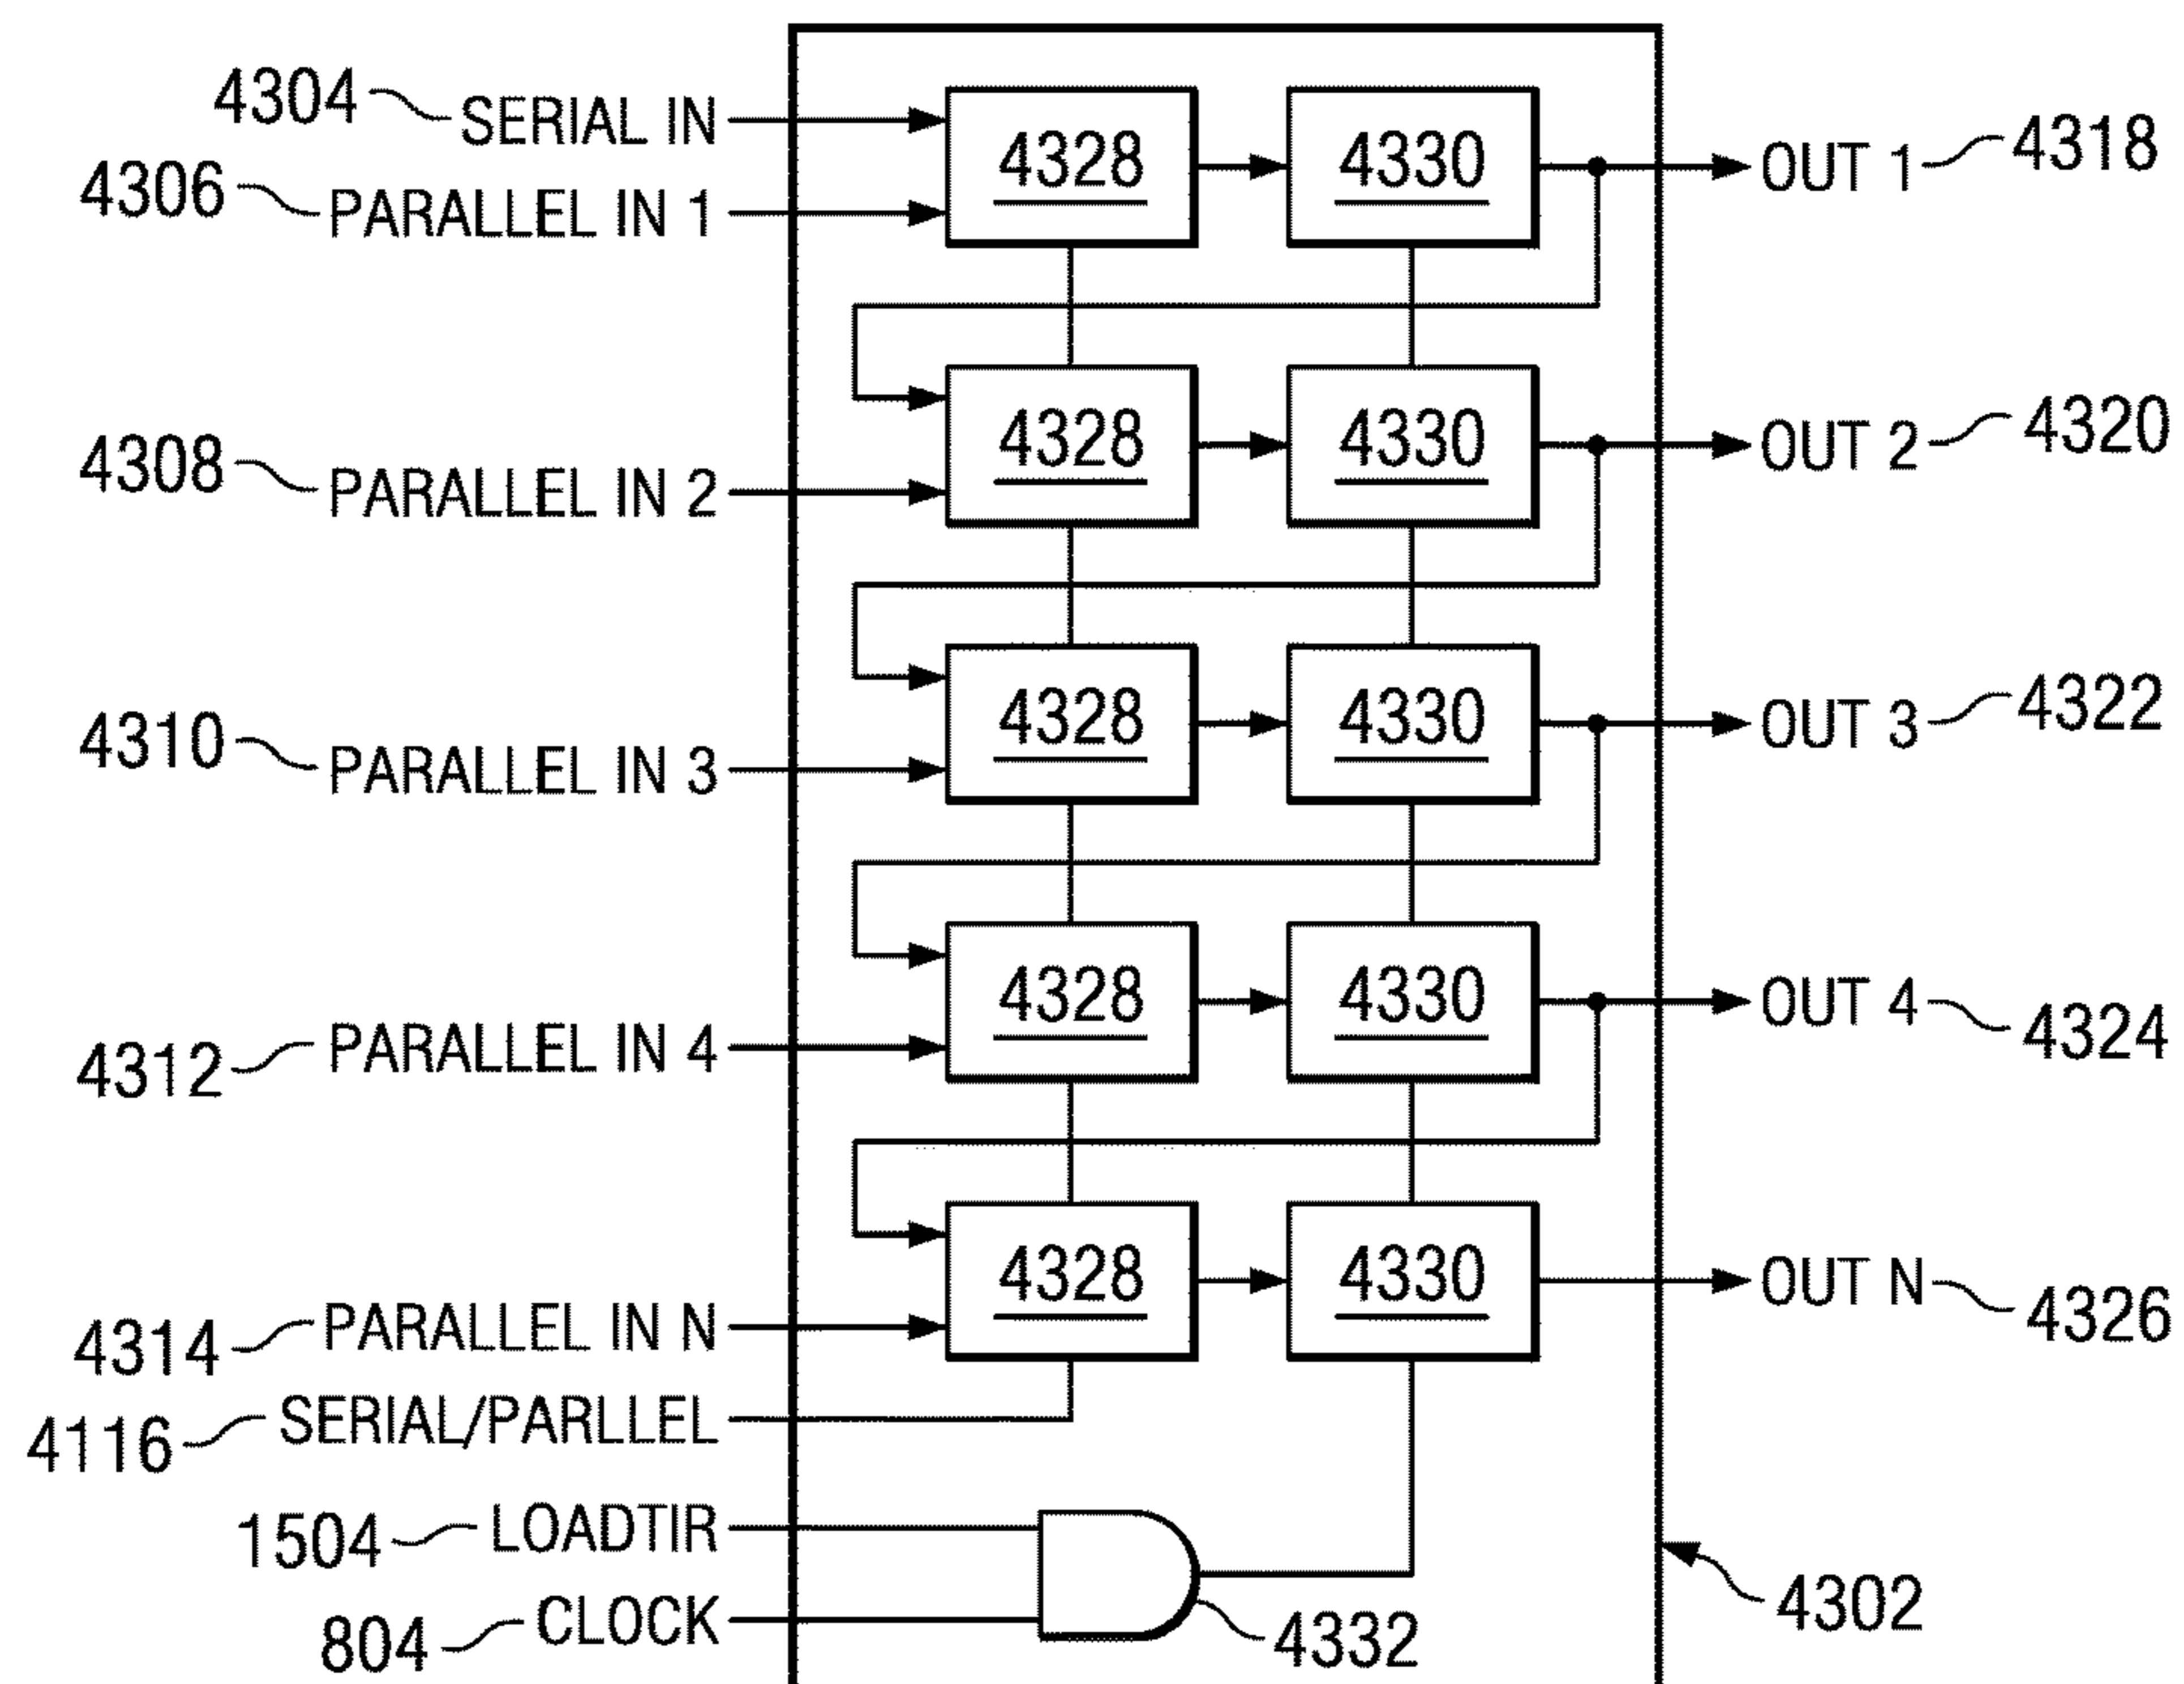 4304 SERIAL IN 4328 4330 OUT 1 4318
4306 PARALLEL IN 1
4308 PARALLEL IN 2 4328 4330 OUT 2 4320
4310 PARALLEL IN 3 4328 4330 OUT 3 4322
4312 PARALLEL IN 4 4328 4330 OUT 4 4324
4314 PARALLEL IN N 4328 4330 OUT N 4326
4116 SERIAL/PARLLEL
1504 LOADTIR
804 CLOCK 4332 4302